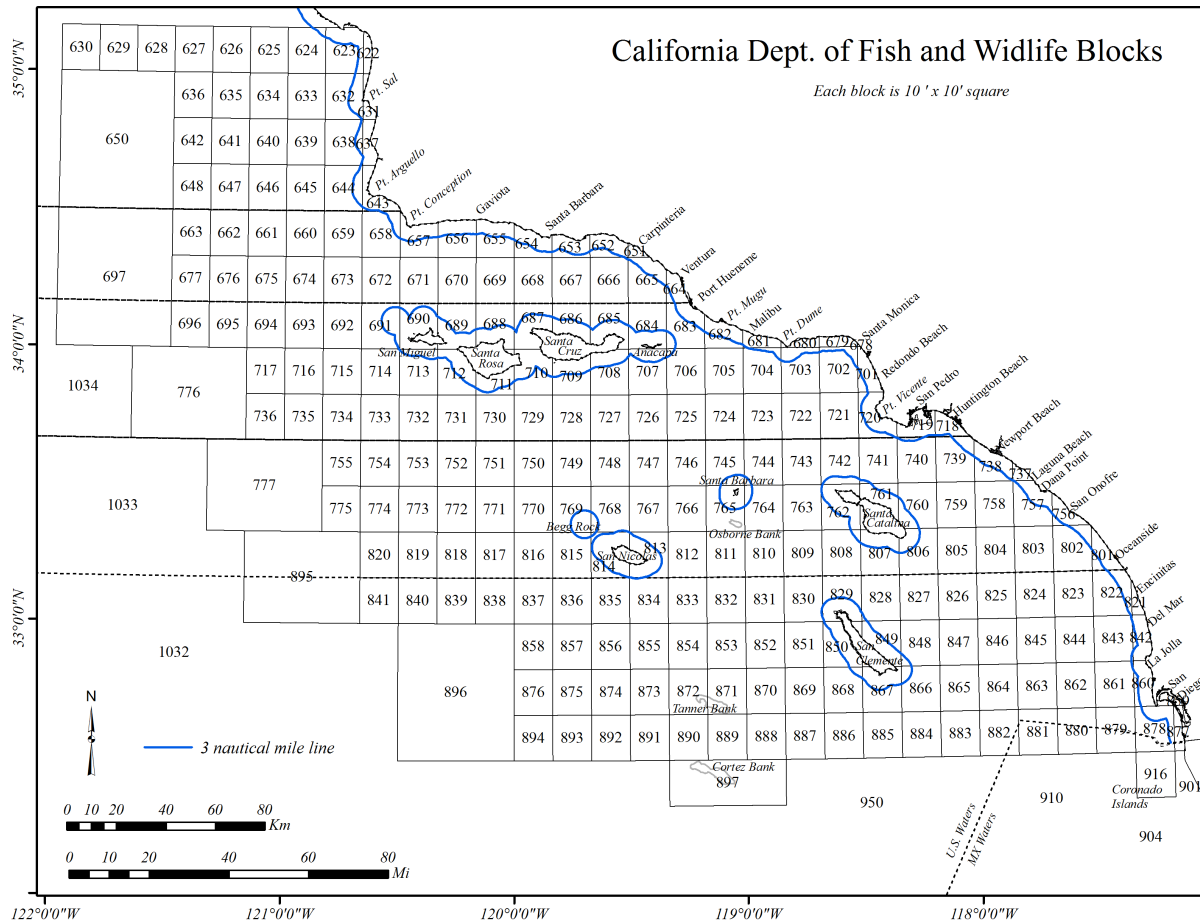 California Dept. of Fish and Widlife Blocks
Each block is 10 ' x 10' square
35°0'0"N
34°0'0"N
33°0'0"N
630 629 628 627 626 625 624 623 622
636 635 634 633 632 631
Pt. Sal
650
642 641 640 639 638 637
648 647 646 645 644 643
Pt. Arguello
Pt. Conception
Gaviota
Santa Barbara
Carpinteria
663 662 661 660 659 658 657 656 655 654 653 652 651
697
677 676 675 674 673 672 671 670 669 668 667 666 665 664
Ventura
Port Hueneme
Pt. Mugu
Malibu
Pt. Dume
Santa Monica
696 695 694 693 692 691 690 689 688 687 686 685 684 683 682 681 680 679 678
San Miguel
Santa
Rosa
Santa
Cruz
Anacapa
1034
776
717 716 715 714 713 712 711 710 709 708 707 706 705 704 703 702 701
Redondo Beach
736 735 734 733 732 731 730 729 728 727 726 725 724 723 722 721 720 719 718
Pt. Vicente
San Pedro
Huntington Beach
Newport Beach
Laguna Beach
Dana Point
San Onofre
755 754 753 752 751 750 749 748 747 746 745 744 743 742 741 740 739 738 737
777
1033
Santa Barbara
775 774 773 772 771 770 769 768 767 766 765 764 763 762 761 760 759 758 757 756
Santa
Catalina
Begg Rock
Osborne Bank
820 819 818 817 816 815 814 813 812 811 810 809 808 807 806 805 804 803 802 801
San Nicolas
Oceanside
895
841 840 839 838 837 836 835 834 833 832 831 830 829 828 827 826 825 824 823 822 821
Encinitas
Del Mar
1032
858 857 856 855 854 853 852 851 850 849 848 847 846 845 844 843 842
San
Clemente
La Jolla
896
876 875 874 873 872 871 870 869 868 867 866 865 864 863 862 861 860
Tanner Bank
San
Diego
894 893 892 891 890 889 888 887 886 885 884 883 882 881 880 879 878
Cortez Bank
897
950
910
916
901
Coronado
Islands
904
U.S. Waters
MX Waters
N
3 nautical mile line
0 10 20 40 60 80
Km
0 10 20 40 60 80
Mi
122°0'0"W 121°0'0"W 120°0'0"W 119°0'0"W 118°0'0"W